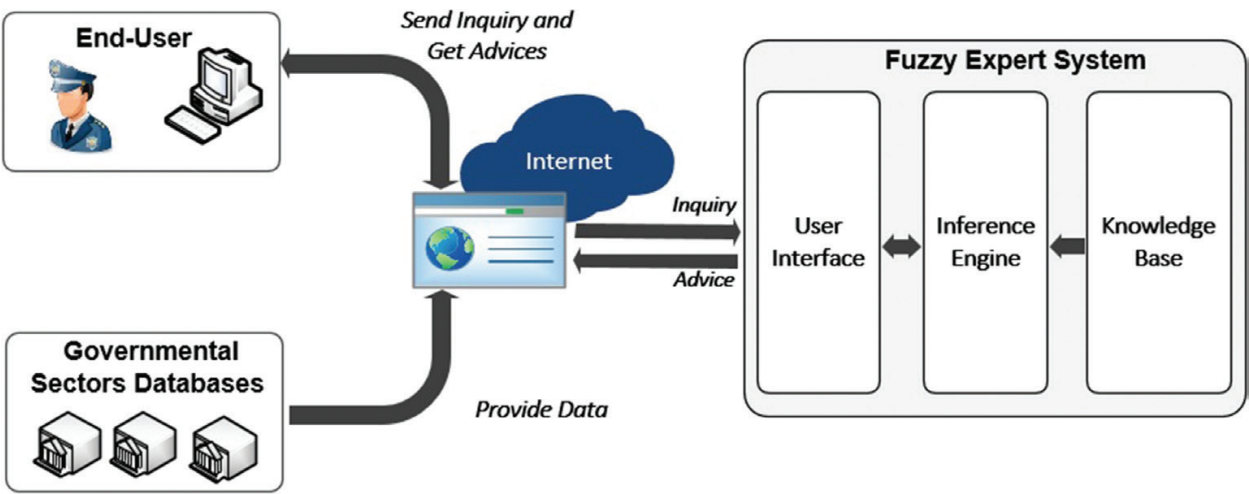 End-User
Send Inquiry and
Get Advices
Internet
Governmental
Sectors Databases
Provide Data
Inquiry
Advice
Fuzzy Expert System
User
Interface
Inference
Engine
Knowledge
Base